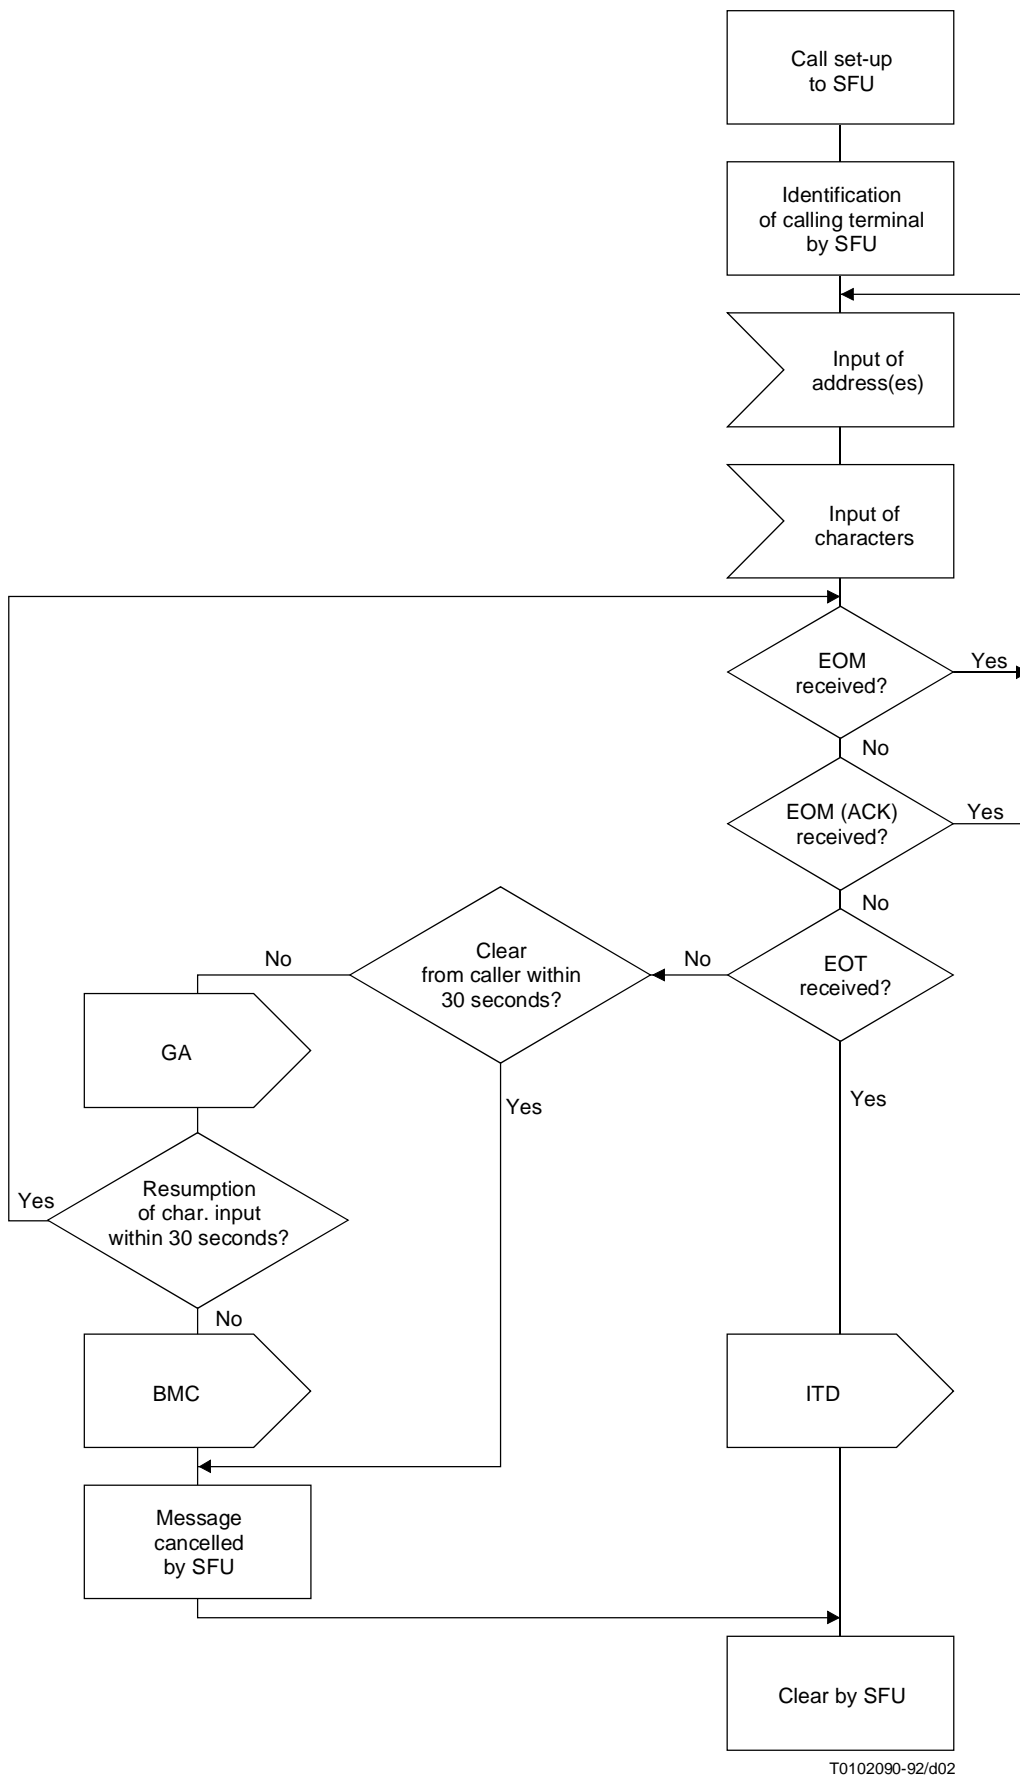 Call set-up
to SFU
Identification
of calling terminal
by SFU
Input of
address(es)
Input of
characters
EOM
received?
Yes
No
EOM (ACK)
received?
Yes
No
EOT
received?
No
Clear
from caller within
30 seconds?
No
GA
Yes
Yes
Resumption
of char. input
within 30 seconds?
Yes
No
BMC
ITD
Message
cancelled
by SFU
Clear by SFU
T0102090-92/d02